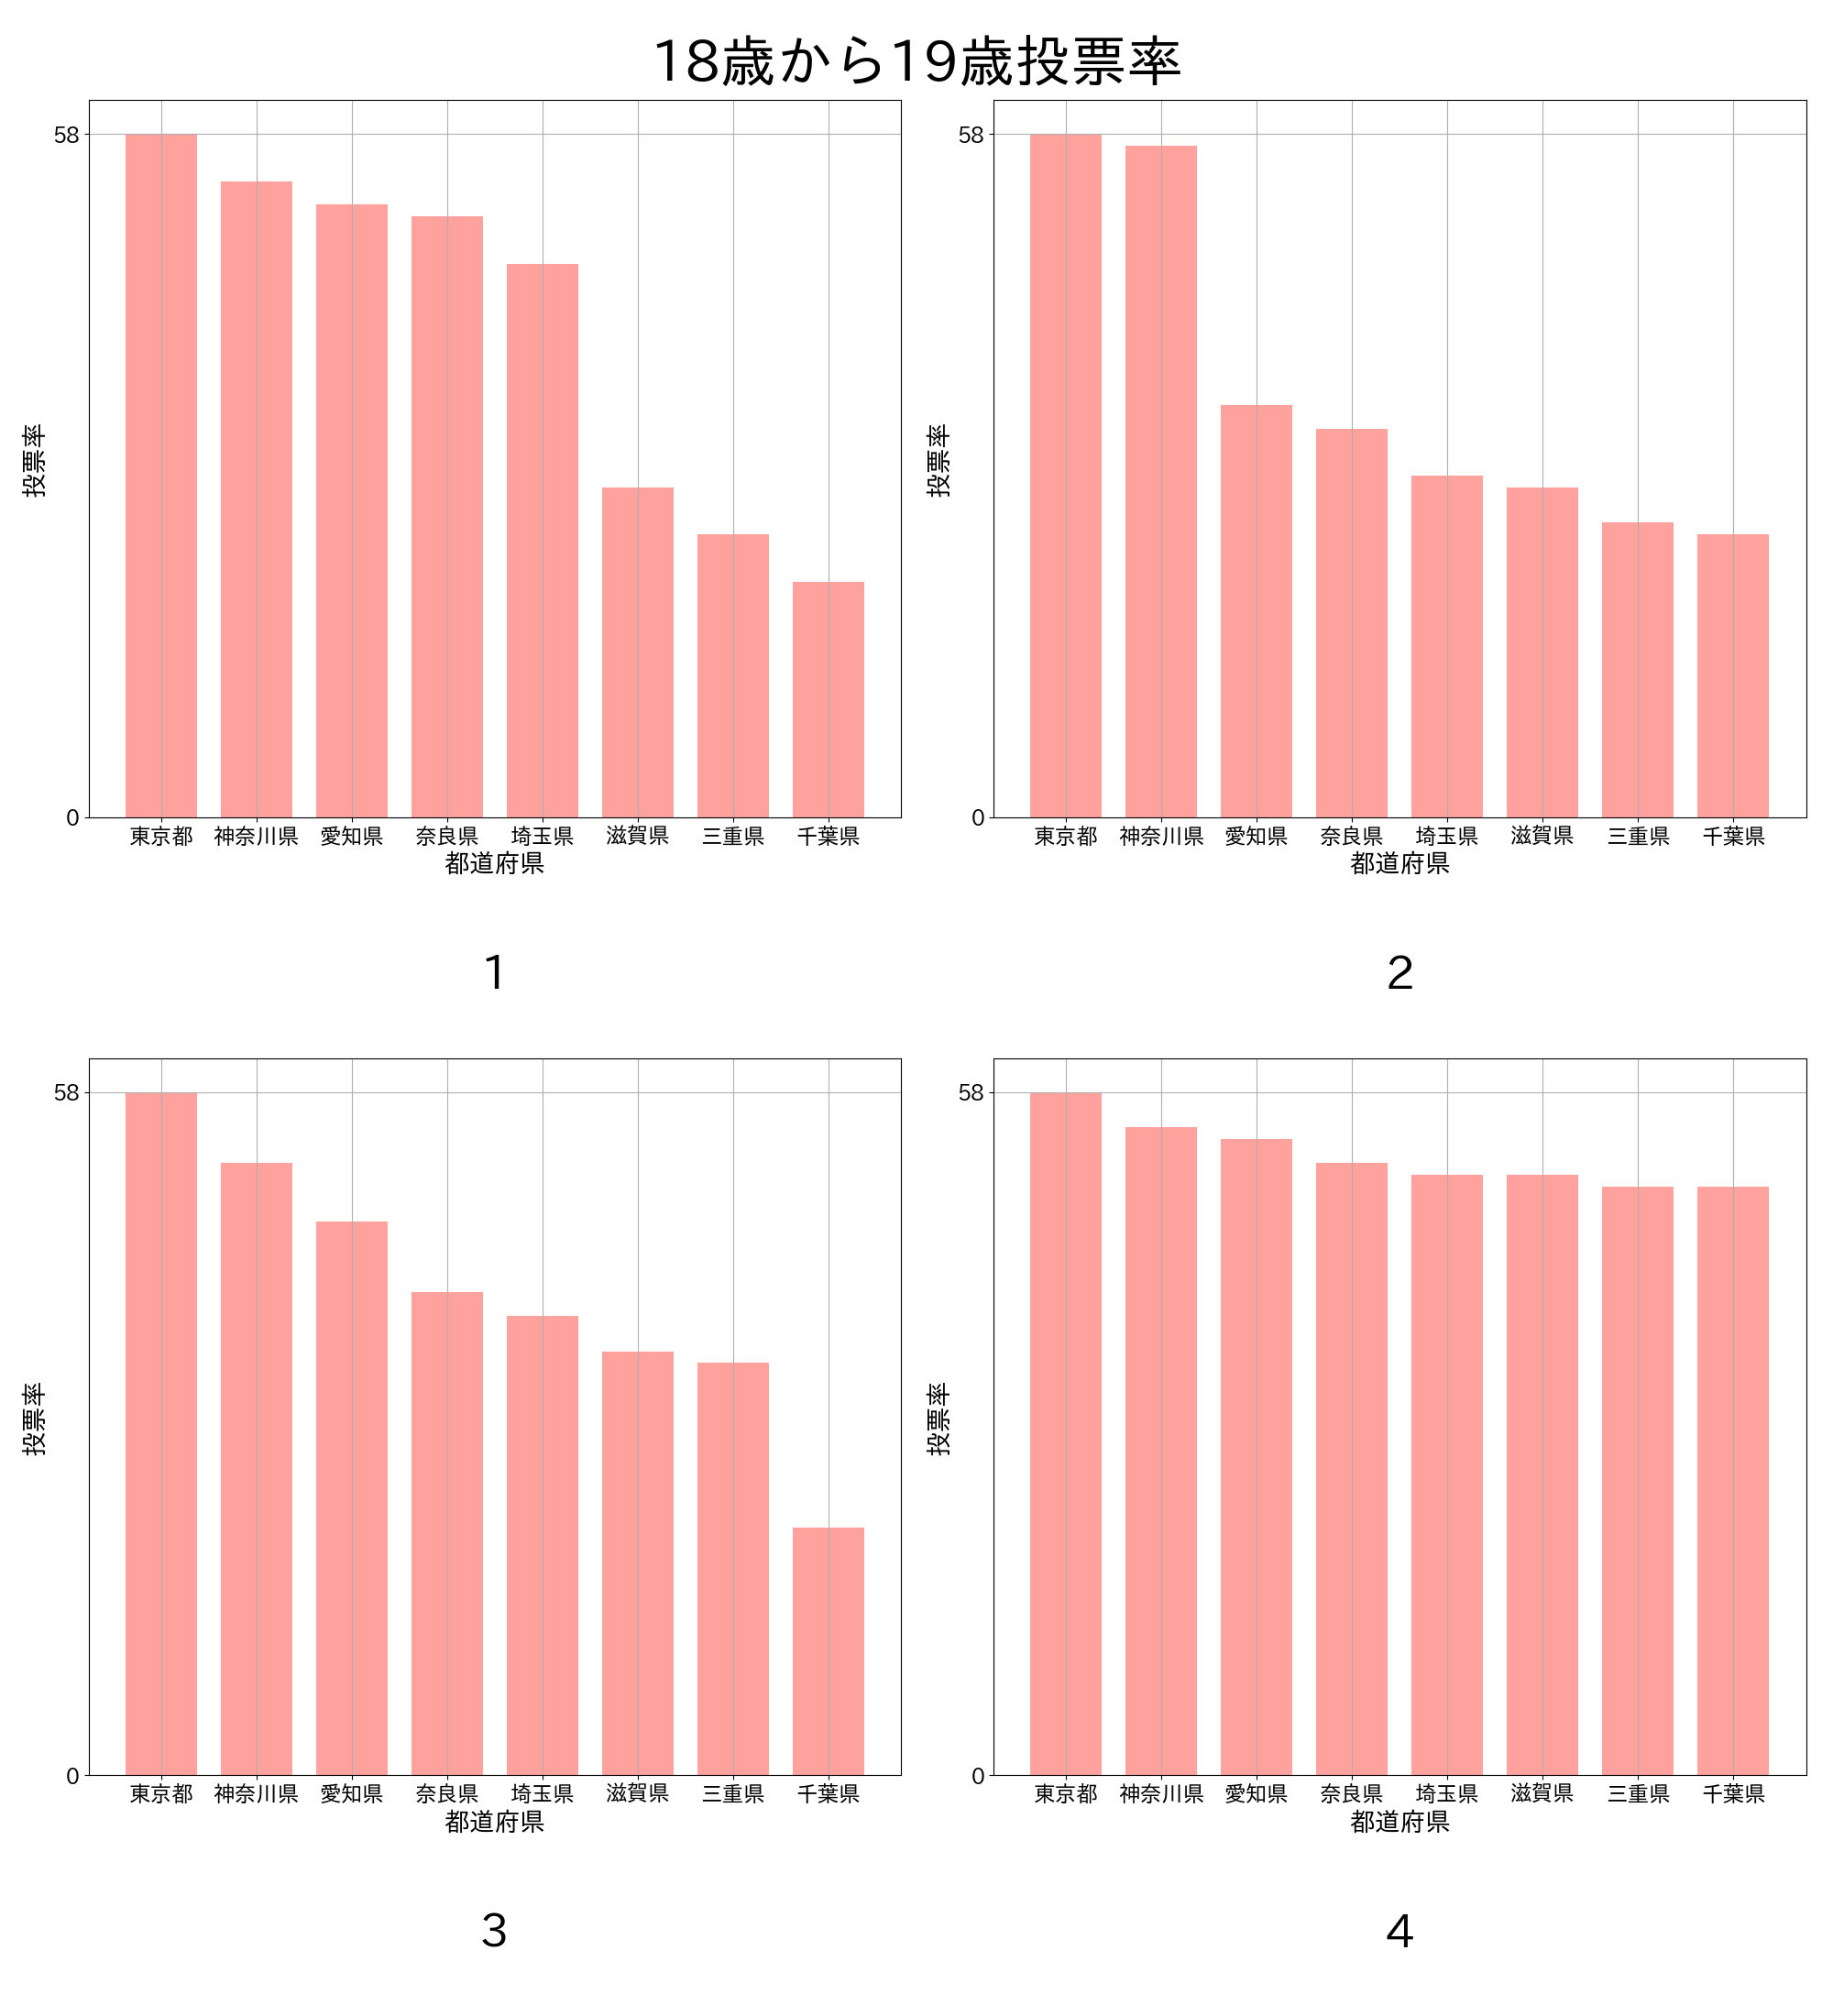 18歳から19歳投票率
58
0
投票率
東京都 神奈川県 愛知県 奈良県 埼玉県 滋賀県 三重県 千葉県
都道府県
1
58
0
投票率
東京都 神奈川県 愛知県 奈良県 埼玉県 滋賀県 三重県 千葉県
都道府県
2
58
0
投票率
東京都 神奈川県 愛知県 奈良県 埼玉県 滋賀県 三重県 千葉県
都道府県
3
58
0
投票率
東京都 神奈川県 愛知県 奈良県 埼玉県 滋賀県 三重県 千葉県
都道府県
4